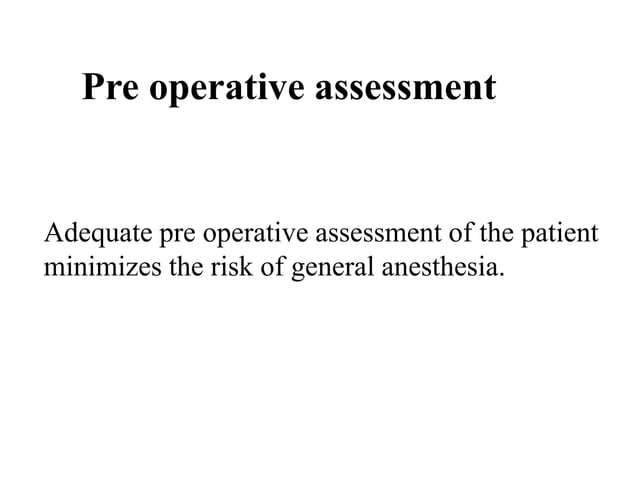 Pre operative assessment
Adequate pre operative assessment of the patient
minimizes the risk of general anesthesia.